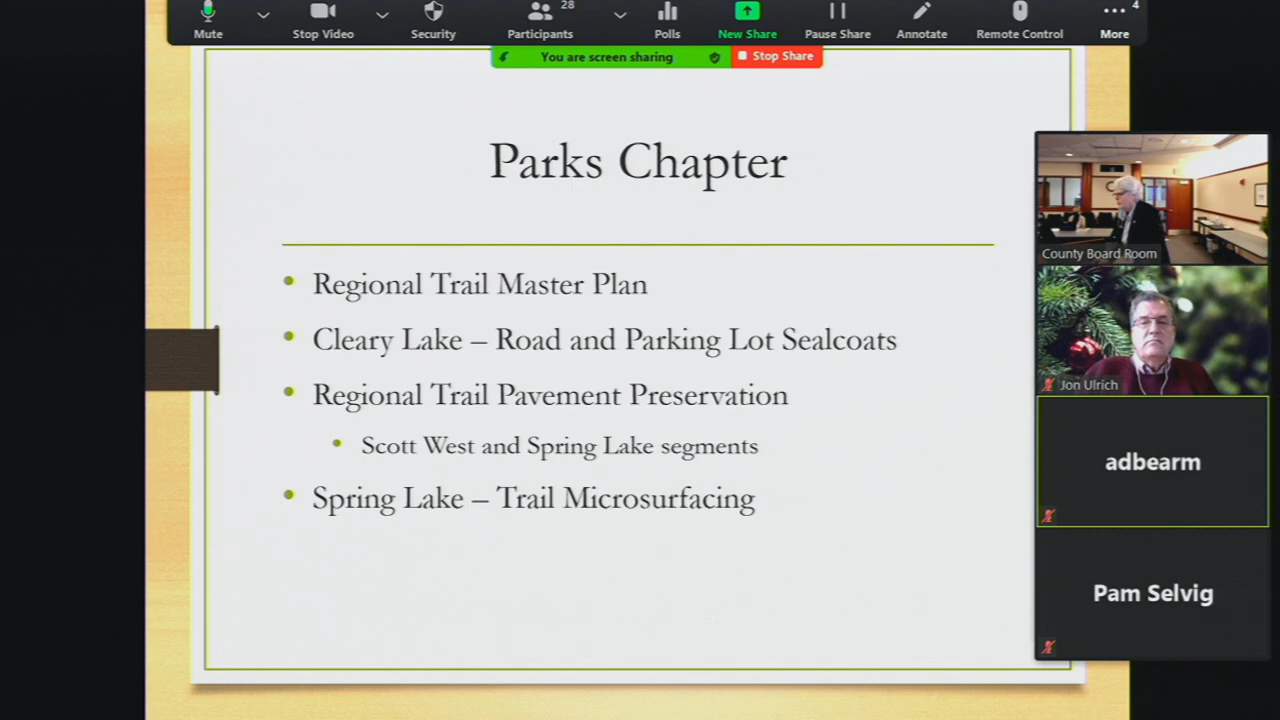 28
4
Mute
Stop Video
Security
Participants
Polls
New Share
Pause Share
Annotate
Remote Control
More
You are screen sharing
Stop Share
Parks Chapter
• Regional Trail Master Plan
• Cleary Lake – Road and Parking Lot Sealcoats
• Regional Trail Pavement Preservation
• Scott West and Spring Lake segments
• Spring Lake – Trail Microsurfacing
County Board Room
Jon Ulrich
adbearm
Pam Selvig